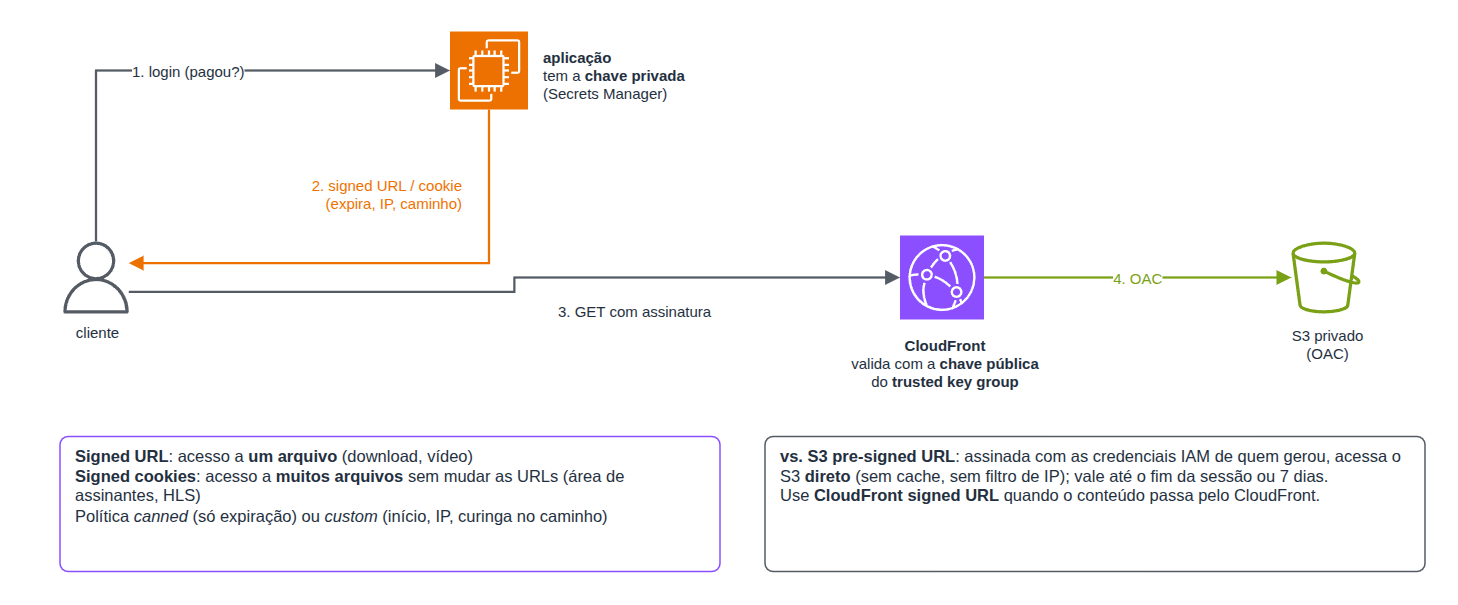 1. login (pagou?)
aplicação
tem a chave privada
(Secrets Manager)
2. signed URL / cookie
(expira, IP, caminho)
cliente
3. GET com assinatura
CloudFront
valida com a chave pública
do trusted key group
4. OAC
S3 privado
(OAC)
Signed URL: acesso a um arquivo (download, vídeo)
Signed cookies: acesso a muitos arquivos sem mudar as URLs (área de
assinantes, HLS)
Política canned (só expiração) ou custom (início, IP, curinga no caminho)
vs. S3 pre-signed URL: assinada com as credenciais IAM de quem gerou, acessa o
S3 direto (sem cache, sem filtro de IP); vale até o fim da sessão ou 7 dias.
Use CloudFront signed URL quando o conteúdo passa pelo CloudFront.